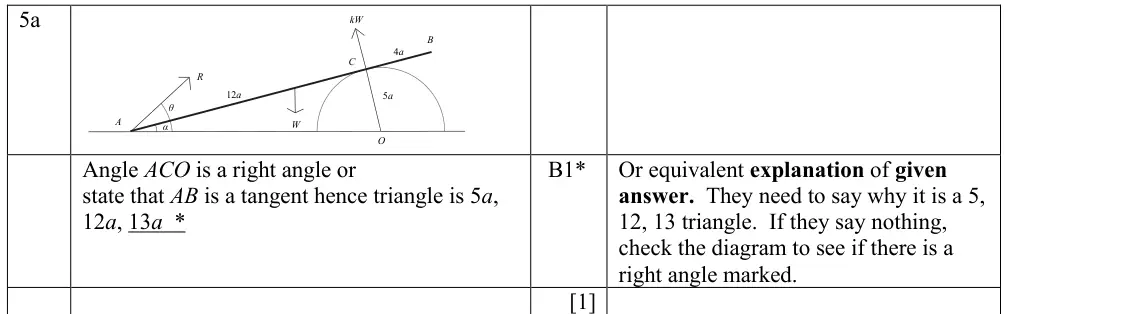 5a
kW
B
4a
C
R
12a
5a
θ
A
α
W
O
Angle ACO is a right angle or
state that AB is a tangent hence triangle is 5a,
12a, 13a *
B1*
Or equivalent explanation of given
answer. They need to say why it is a 5,
12, 13 triangle. If they say nothing,
check the diagram to see if there is a
right angle marked.
[1]